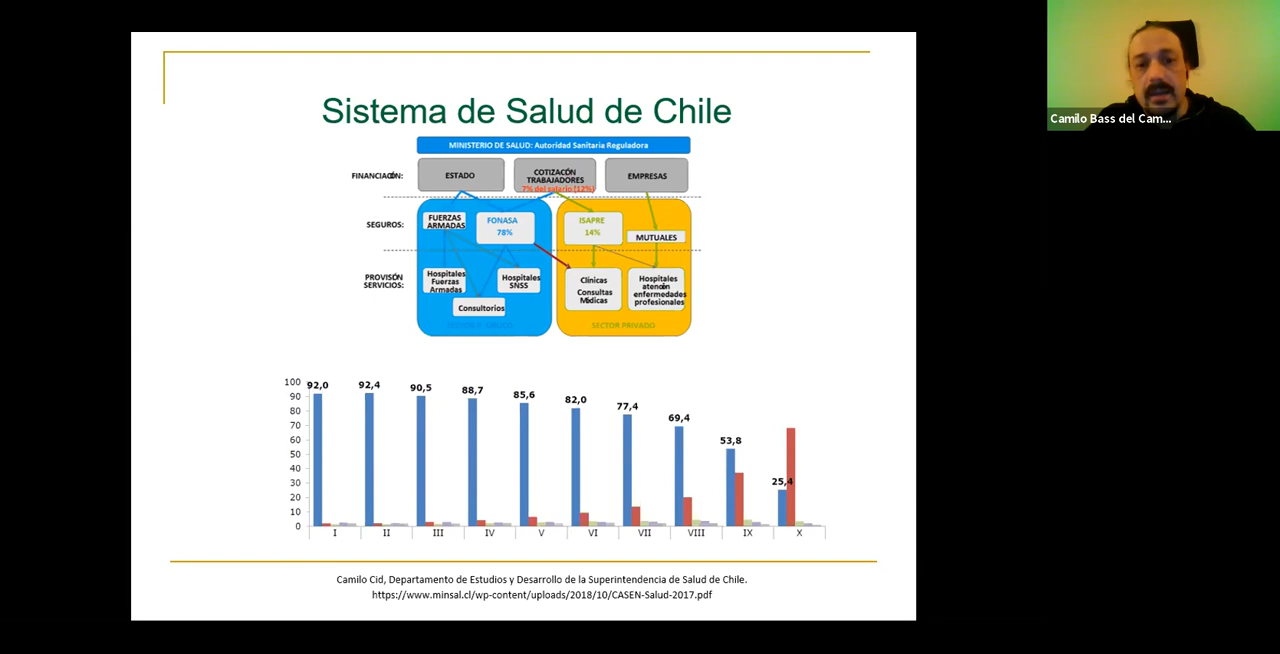 Sistema de Salud de Chile
MINISTERIO DE SALUD: Autoridad Sanitaria Reguladora
FINANCIACIÓN:
ESTADO
COTIZACÓN
TRABAJADORES
7% del salario (12%)
EMPRESAS
SEGUROS:
FUERZAS
ARMADAS
FONASA
78%
ISAPRE
14%
MUTUALES
PROVISÓN
SERVICIOS:
Hospitales
Fuerzas
Armadas
Hospitales
SNSS
Consultorios
Clínicas
Consultas
Médicas
Hospitales
atención
enfermedades
profesionales
SECTOR PRIVADO
100
90
80
70
60
50
40
30
20
10
0
92,0
92,4
90,5
88,7
85,6
82,0
77,4
69,4
53,8
25,4
I II III IV V VI VII VIII IX X
Camilo Cid, Departamento de Estudios y Desarrollo de la Superintendencia de Salud de Chile.
https://www.minsal.cl/wp-content/uploads/2018/10/CASEN-Salud-2017.pdf
Camilo Bass del Cam...